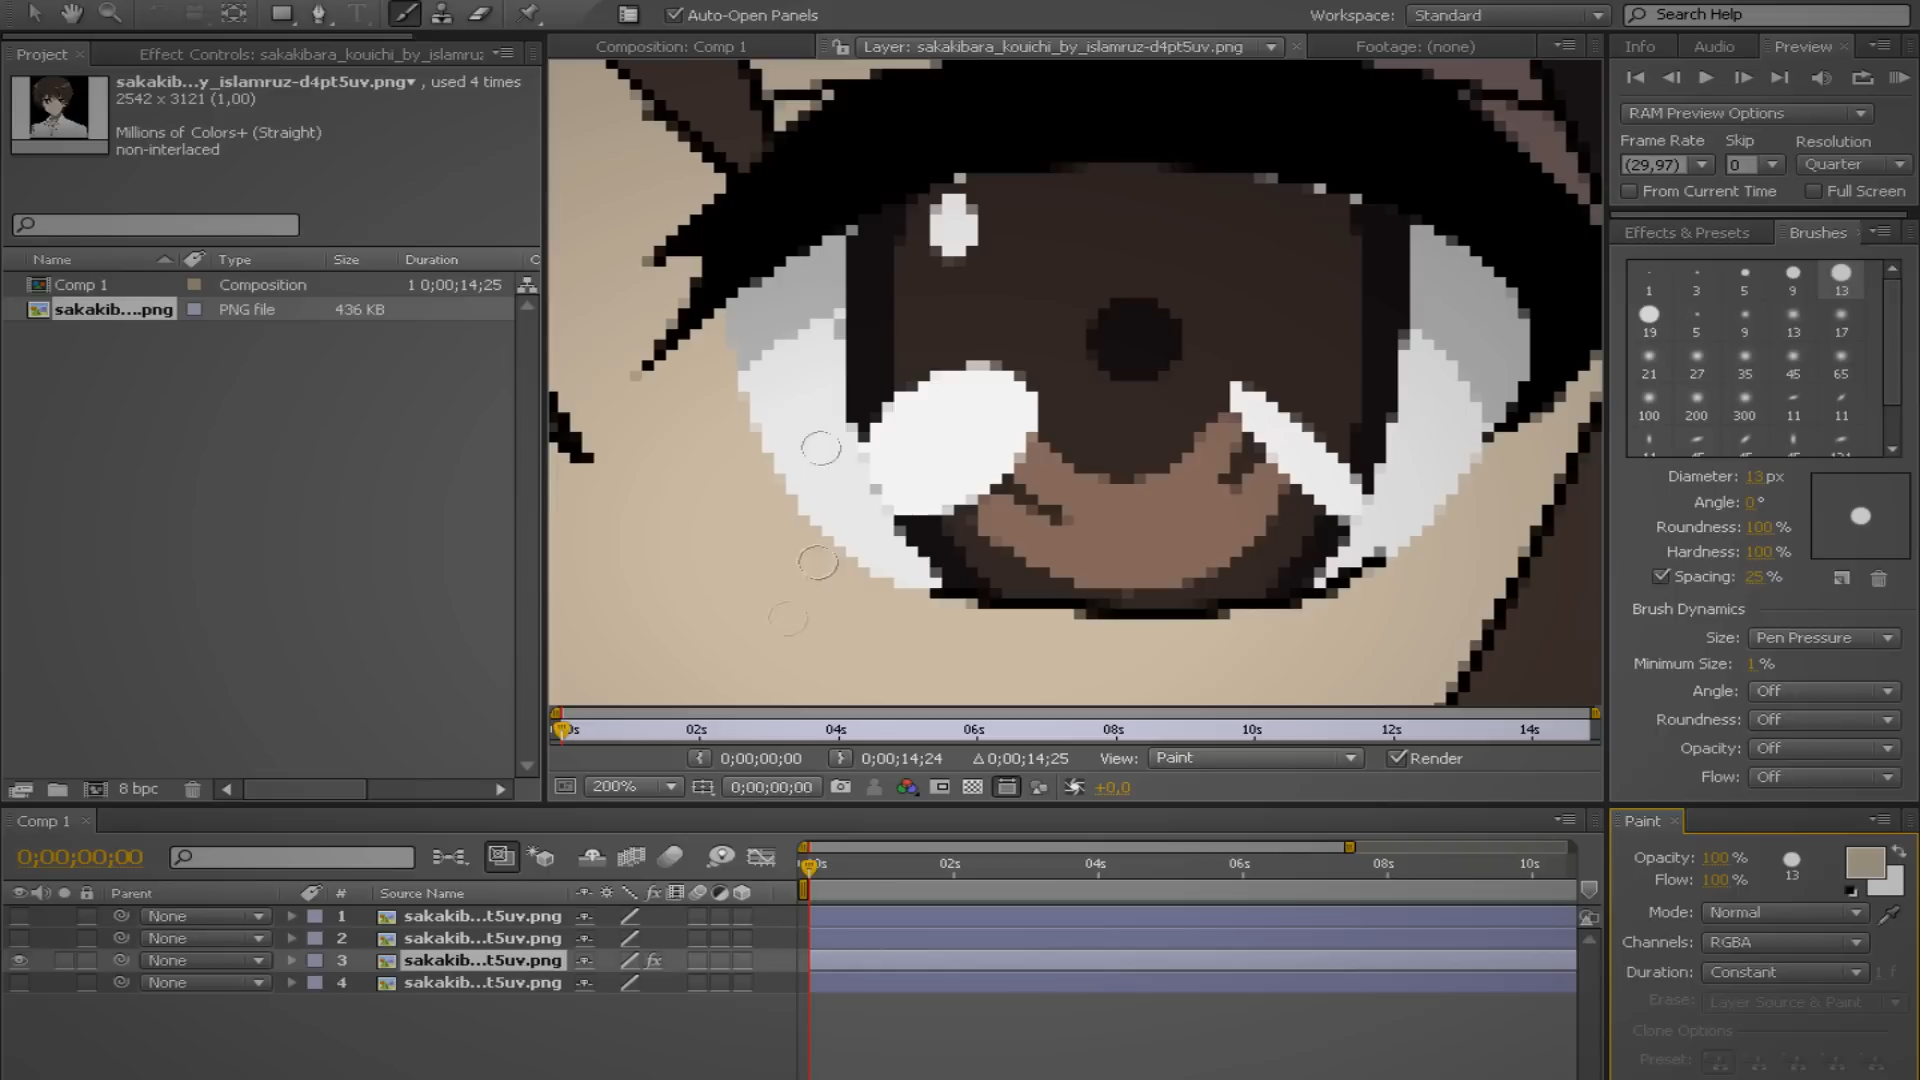 Auto-Open Panels
Workspace: Standard
Search Help
Project
Effect Controls: sakakibara_kouichi_by_islamruz
Composition: Comp 1
Layer: sakakibara_kouichi_by_islamruz-d4pt5uv.png
Footage: (none)
Info
Audio
Preview
sakakib...y_islamruz-d4pt5uv.png▾ , used 4 times
2542 x 3121 (1,00)
Millions of Colors+ (Straight)
non-interlaced
RAM Preview Options
Frame Rate Skip Resolution
(29,97) 0 Quarter
From Current Time Full Screen
Effects & Presets
Brushes
Name Type Size Duration
Comp 1 Composition 1 0;00;14;25
sakakib....png PNG file 436 KB
1 3 5 9 13
19 5 9 13 17
21 27 35 45 65
100 200 300 11 11
Diameter: 13 px
Angle: 0 °
Roundness: 100 %
Hardness: 100 %
Spacing: 25 %
Brush Dynamics
Size: Pen Pressure
Minimum Size: 1 %
Angle: Off
Roundness: Off
Opacity: Off
Flow: Off
02s 04s 06s 08s 10s 12s 14s
0;00;00;00 0;00;14;24 Δ 0;00;14;25 View: Paint Render
8 bpc
200% 0;00;00;00 +0,0
Comp 1
0;00;00;00
02s 04s 06s 08s 10s
Parent # Source Name
None 1 sakakib...t5uv.png
None 2 sakakib...t5uv.png
None 3 sakakib...t5uv.png fx
None 4 sakakib...t5uv.png
Paint
Opacity: 100 %
Flow: 100 %
13
Mode: Normal
Channels: RGBA
Duration: Constant 1 f
Erase: Layer Source & Paint
Clone Options
Preset: